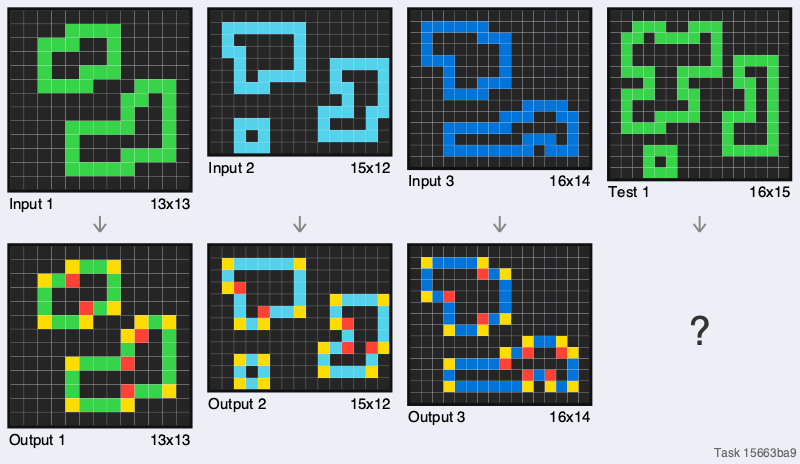 Input 1 13x13
Input 2 15x12
Input 3 16x14
Test 1 16x15
?
Output 1 13x13
Output 2 15x12
Output 3 16x14
Task 15663ba9